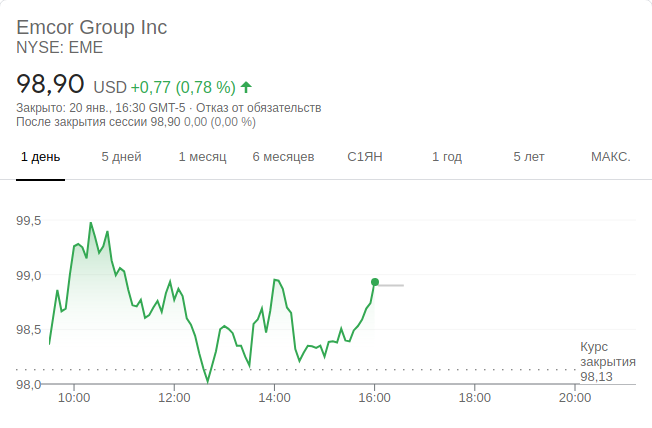 Emcor Group Inc
NYSE: EME
98,90 USD +0,77 (0,78 %)
Закрыто: 20 янв., 16:30 GMT-5 · Отказ от обязательств
После закрытия сессии 98,90 0,00 (0,00 %)
1 день 5 дней 1 месяц 6 месяцев С1ЯН 1 год 5 лет МАКС.
99,5
99,0
98,5
Курс
закрытия
98,13
98,0
10:00 12:00 14:00 16:00 18:00 20:00